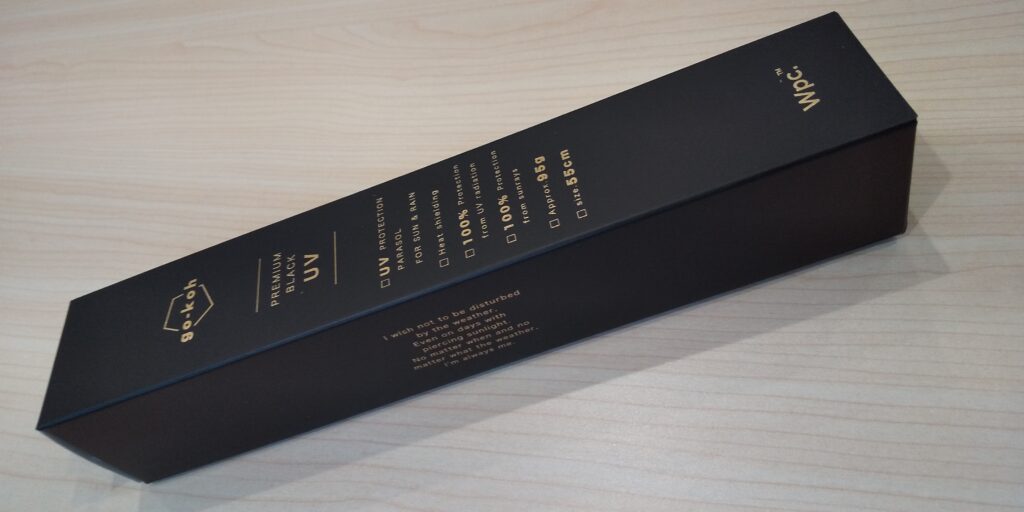 go·koh
PREMIUM
BLACK
UV
☐ UV PROTECTION
PARASOL
FOR SUN & RAIN
☐ Heat shielding
☐ 100% Protection
from UV radiation
☐ 100% Protection
from sunrays
☐ Approx 95g
☐ size 55cm
Wpc.™
I wish not to be disturbed
by the weather.
Even on days with
piercing sunlight
No matter when and no
matter what the weather,
I'm always me.